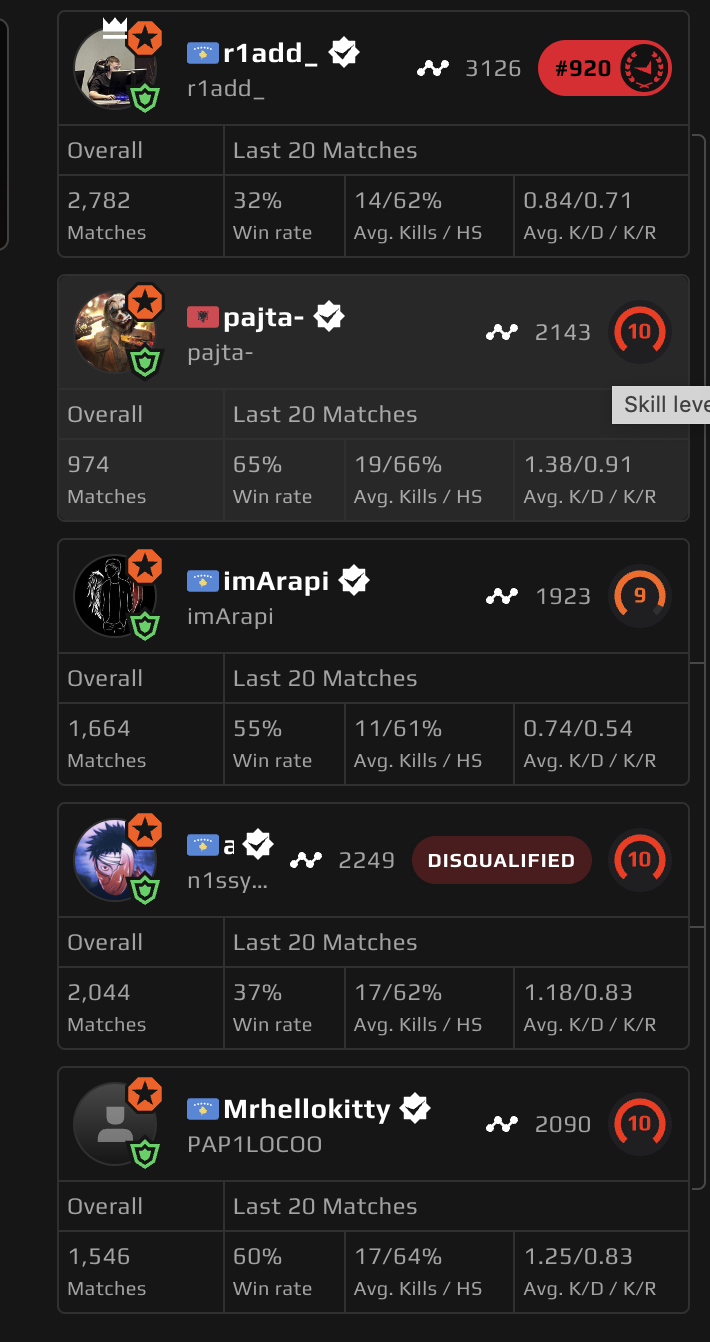 r1add_
3126
#920
r1add_
Overall
Last 20 Matches
2,782
32%
14/62%
0.84/0.71
Matches
Win rate
Avg. Kills / HS
Avg. K/D / K/R
pajta-
2143
10
pajta-
Skill leve
Overall
Last 20 Matches
974
65%
19/66%
1.38/0.91
Matches
Win rate
Avg. Kills / HS
Avg. K/D / K/R
imArapi
1923
9
imArapi
Overall
Last 20 Matches
1,664
55%
11/61%
0.74/0.54
Matches
Win rate
Avg. Kills / HS
Avg. K/D / K/R
a
2249
DISQUALIFIED
10
n1ssy...
Overall
Last 20 Matches
2,044
37%
17/62%
1.18/0.83
Matches
Win rate
Avg. Kills / HS
Avg. K/D / K/R
Mrhellokitty
2090
10
PAP1LOCOO
Overall
Last 20 Matches
1,546
60%
17/64%
1.25/0.83
Matches
Win rate
Avg. Kills / HS
Avg. K/D / K/R